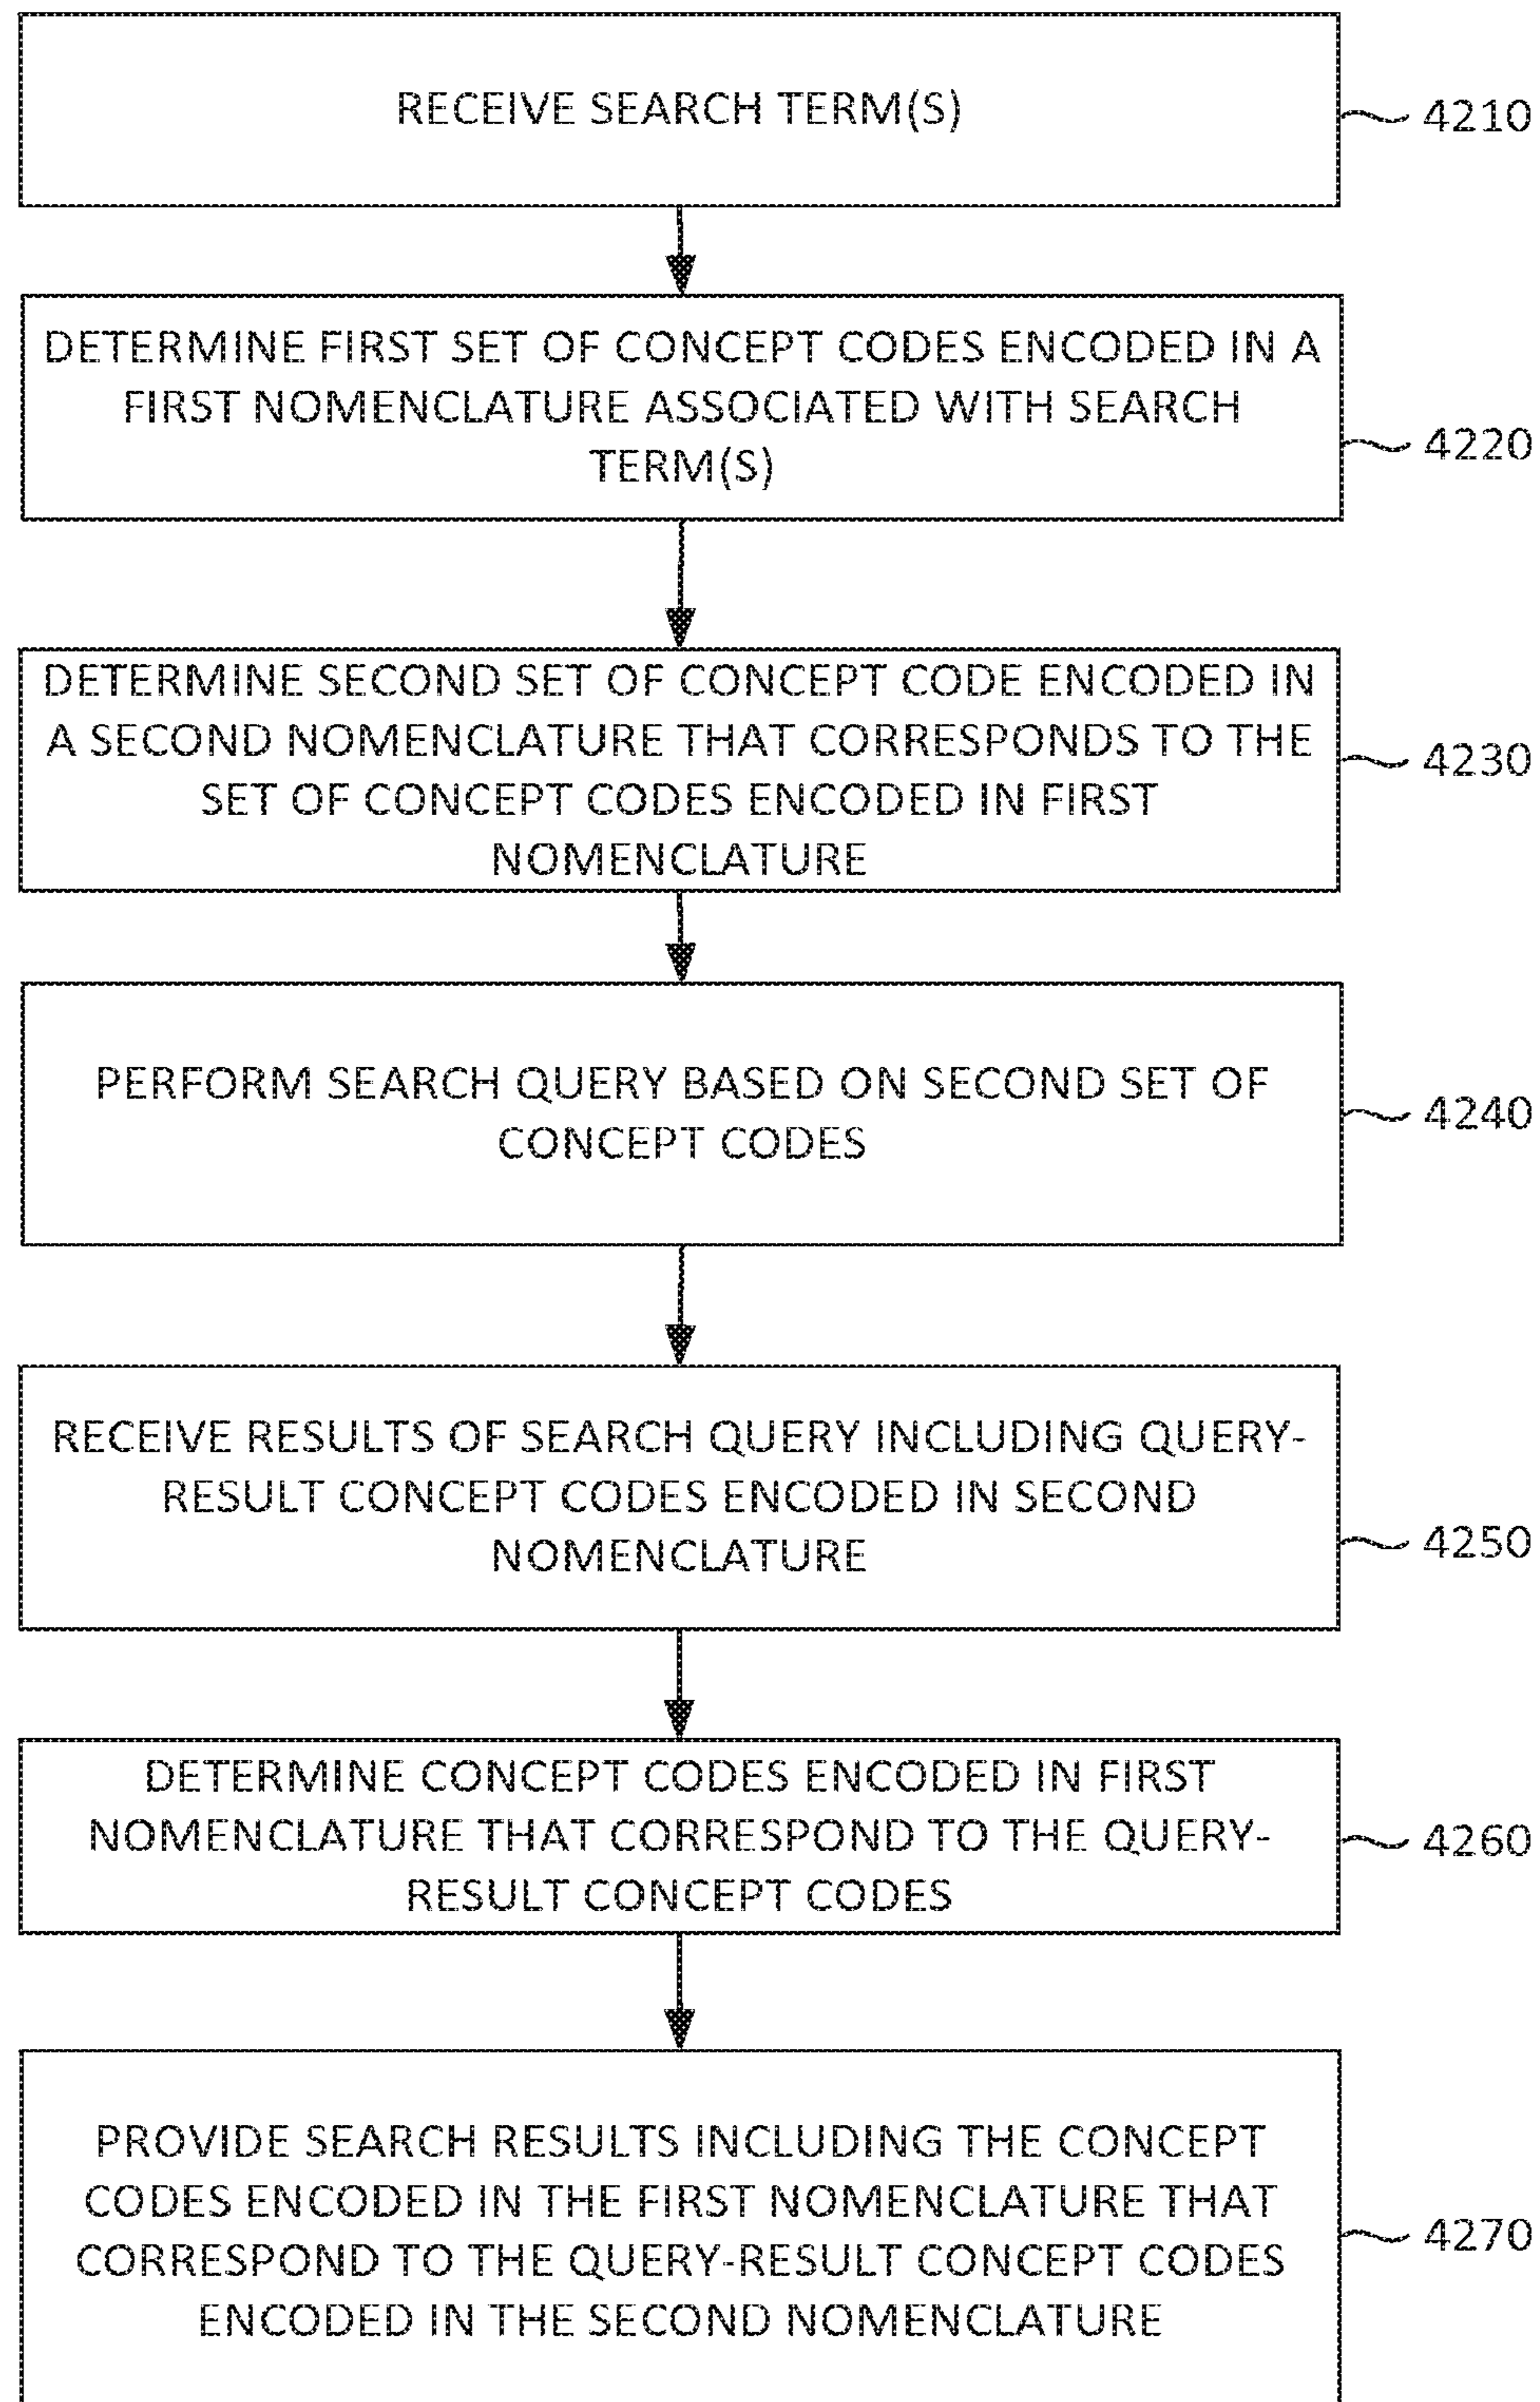 RECEIVE SEARCH TERM(S)
4210
DETERMINE FIRST SET OF CONCEPT CODES ENCODED IN A
FIRST NOMENCLATURE ASSOCIATED WITH SEARCH
TERM(S)
4220
DETERMINE SECOND SET OF CONCEPT CODE ENCODED IN
A SECOND NOMENCLATURE THAT CORRESPONDS TO THE
SET OF CONCEPT CODES ENCODED IN FIRST
NOMENCLATURE
4230
PERFORM SEARCH QUERY BASED ON SECOND SET OF
CONCEPT CODES
4240
RECEIVE RESULTS OF SEARCH QUERY INCLUDING QUERY-
RESULT CONCEPT CODES ENCODED IN SECOND
NOMENCLATURE
4250
DETERMINE CONCEPT CODES ENCODED IN FIRST
NOMENCLATURE THAT CORRESPOND TO THE QUERY-
RESULT CONCEPT CODES
4260
PROVIDE SEARCH RESULTS INCLUDING THE CONCEPT
CODES ENCODED IN THE FIRST NOMENCLATURE THAT
CORRESPOND TO THE QUERY-RESULT CONCEPT CODES
ENCODED IN THE SECOND NOMENCLATURE
4270